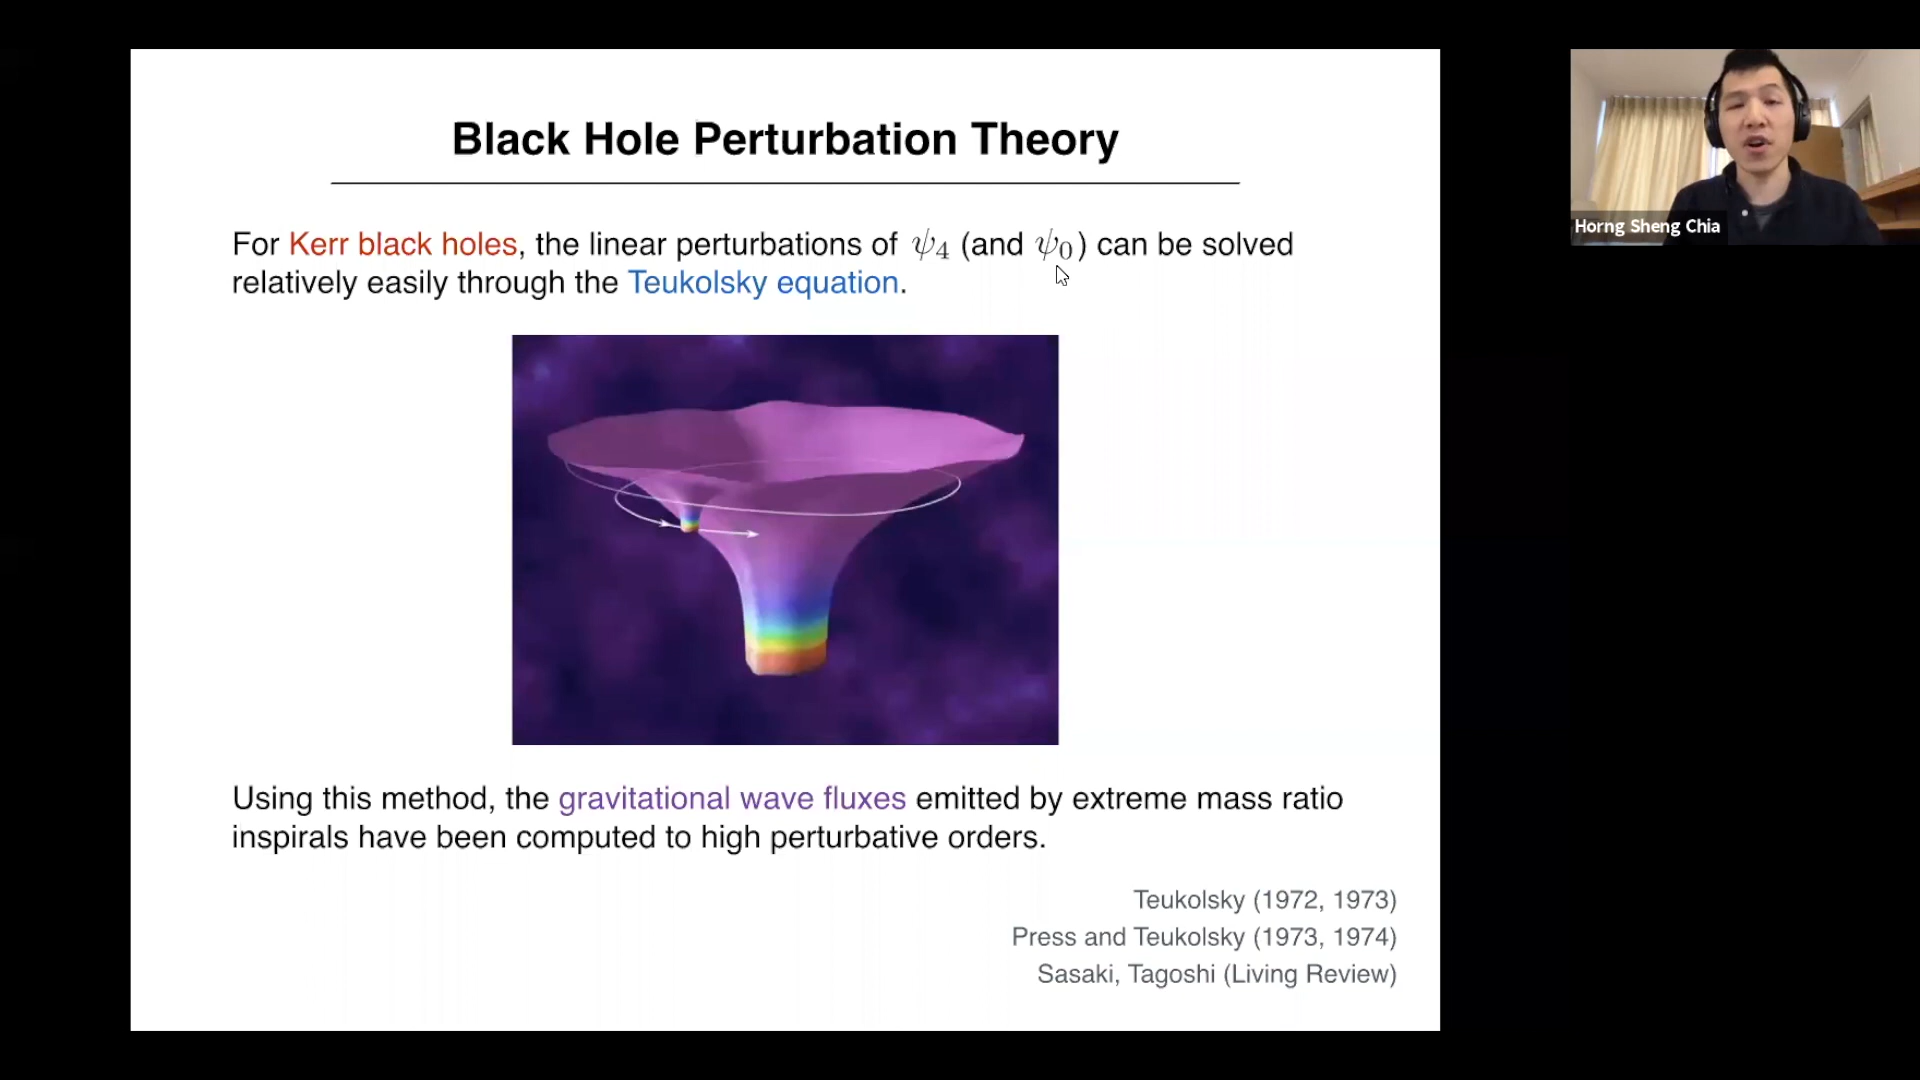 Black Hole Perturbation Theory
For Kerr black holes, the linear perturbations of ψ₄ (and ψ₀) can be solved
relatively easily through the Teukolsky equation.
Using this method, the gravitational wave fluxes emitted by extreme mass ratio
inspirals have been computed to high perturbative orders.
Teukolsky (1972, 1973)
Press and Teukolsky (1973, 1974)
Sasaki, Tagoshi (Living Review)
Horng Sheng Chia